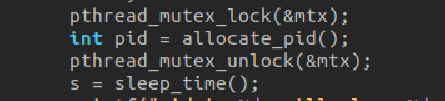 pthread_mutex_lock(&mtx);
int pid = allocate_pid();
pthread_mutex_unlock(&mtx);
s = sleep_time();